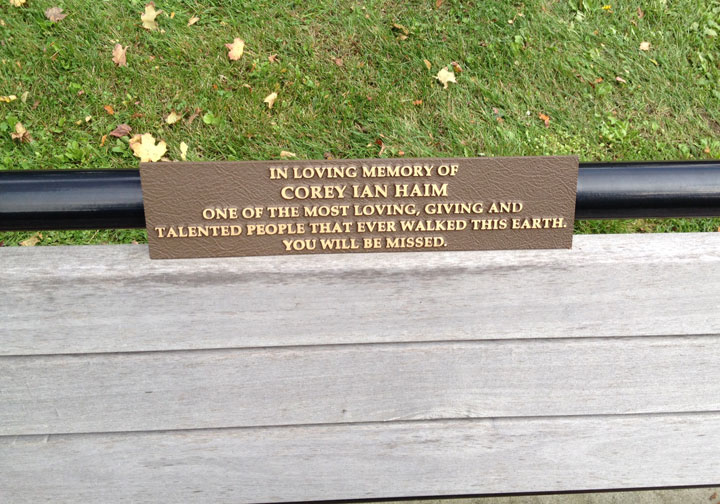 IN LOVING MEMORY OF
COREY IAN HAIM
ONE OF THE MOST LOVING, GIVING AND
TALENTED PEOPLE THAT EVER WALKED THIS EARTH.
YOU WILL BE MISSED.